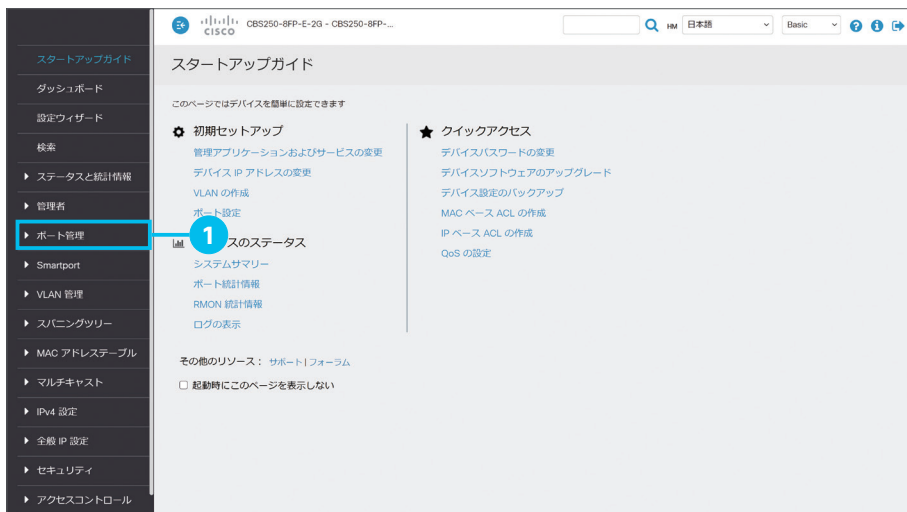 CISCO
CBS250-8FP-E-2G - CBS250-8FP-...
HM
日本語
Basic
スタートアップガイド
ダッシュボード
設定ウィザード
検索
ステータスと統計情報
管理者
ポート管理
Smartport
VLAN 管理
スパニングツリー
MAC アドレステーブル
マルチキャスト
IPv4 設定
全般 IP 設定
セキュリティ
アクセスコントロール
スタートアップガイド
このページではデバイスを簡単に設定できます
初期セットアップ
管理アプリケーションおよびサービスの変更
デバイス IP アドレスの変更
VLAN の作成
ポート設定
1
スのステータス
システムサマリー
ポート統計情報
RMON 統計情報
ログの表示
クイックアクセス
デバイスパスワードの変更
デバイスソフトウェアのアップグレード
デバイス設定のバックアップ
MAC ベース ACL の作成
IP ベース ACL の作成
QoS の設定
その他のリソース： サポート | フォーラム
起動時にこのページを表示しない